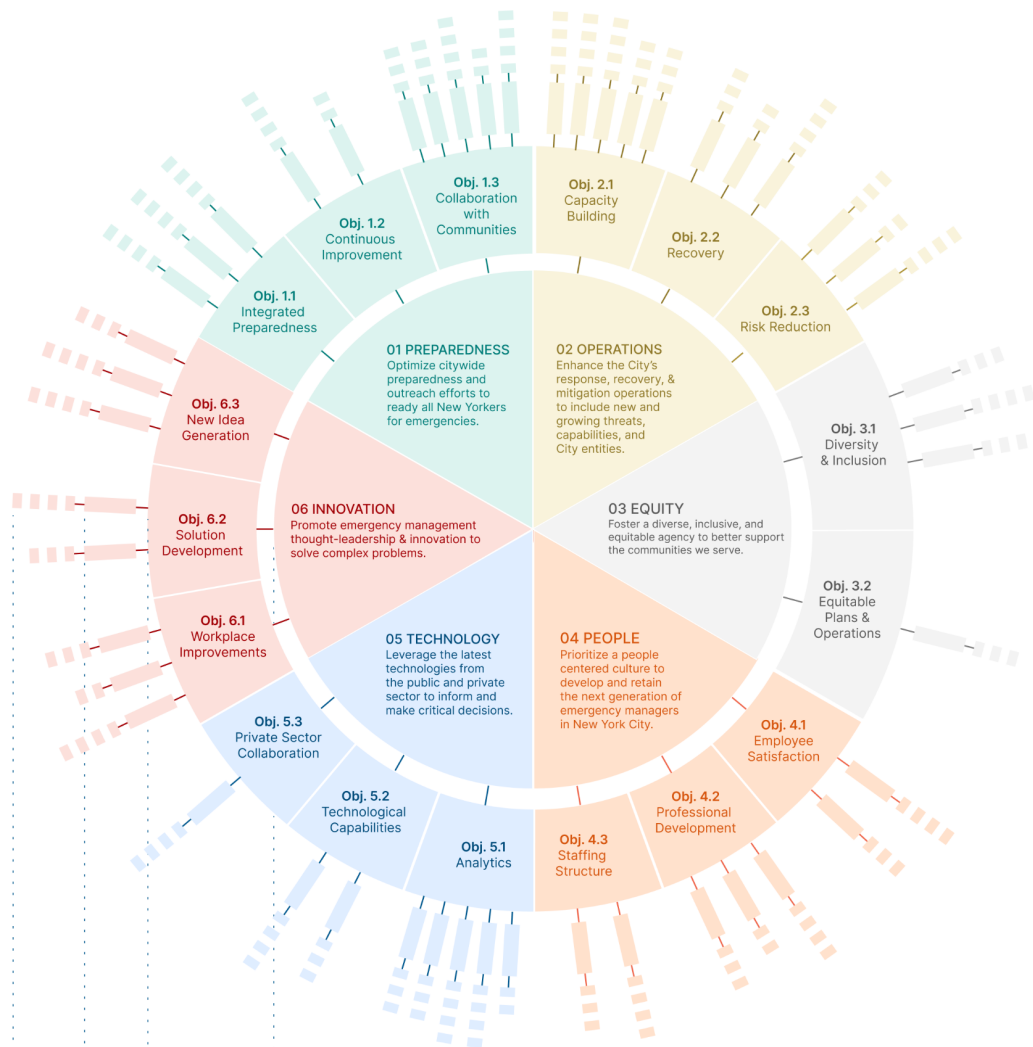 01 PREPAREDNESS
Optimize citywide
preparedness and
outreach efforts to
ready all New Yorkers
for emergencies.
Obj. 1.1
Integrated
Preparedness
Obj. 1.2
Continuous
Improvement
Obj. 1.3
Collaboration
with
Communities
02 OPERATIONS
Enhance the City's
response, recovery, &
mitigation operations
to include new and
growing threats,
capabilities, and
City entities.
Obj. 2.1
Capacity
Building
Obj. 2.2
Recovery
Obj. 2.3
Risk Reduction
03 EQUITY
Foster a diverse, inclusive, and
equitable agency to better support
the communities we serve.
Obj. 3.1
Diversity
& Inclusion
Obj. 3.2
Equitable
Plans &
Operations
04 PEOPLE
Prioritize a people
centered culture to
develop and retain
the next generation of
emergency managers
in New York City.
Obj. 4.1
Employee
Satisfaction
Obj. 4.2
Professional
Development
Obj. 4.3
Staffing
Structure
05 TECHNOLOGY
Leverage the latest
technologies from
the public and private
sector to inform and
make critical decisions.
Obj. 5.1
Analytics
Obj. 5.2
Technological
Capabilities
Obj. 5.3
Private Sector
Collaboration
06 INNOVATION
Promote emergency management
thought-leadership & innovation to
solve complex problems.
Obj. 6.1
Workplace
Improvements
Obj. 6.2
Solution
Development
Obj. 6.3
New Idea
Generation